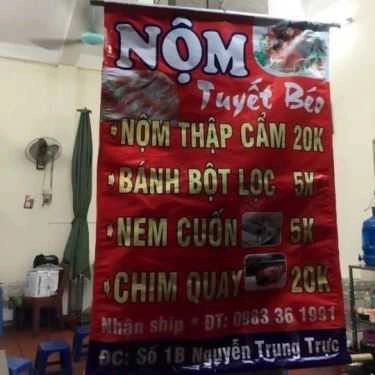 NỘM
Tuyết Béo
NỘM THẬP CẨM 20K
BÁNH BỘT LỌC 5K
NEM CUỐN 5K
CHIM QUAY 20K
Nhận ship * ĐT: 0983 36 1991
ĐC: Số 1B Nguyễn Trung Trực